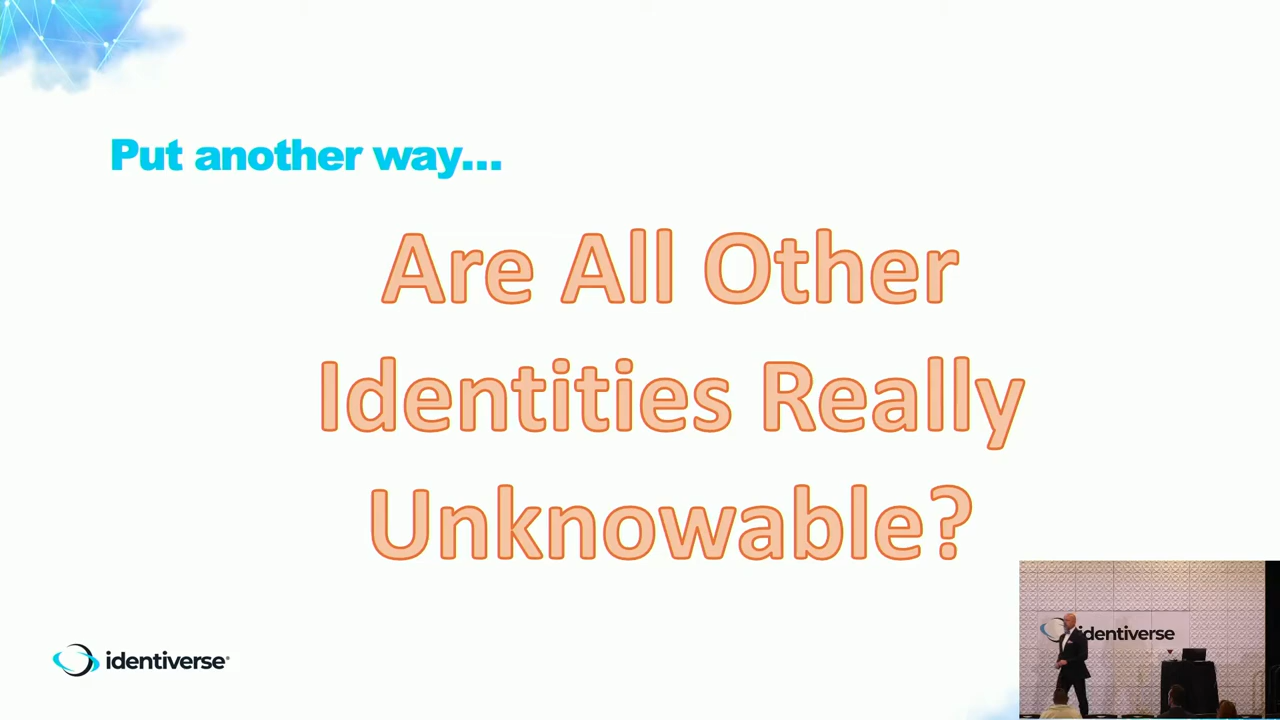 Put another way...
Are All Other
Identities Really
Unknowable?
identiverse®
identiverse